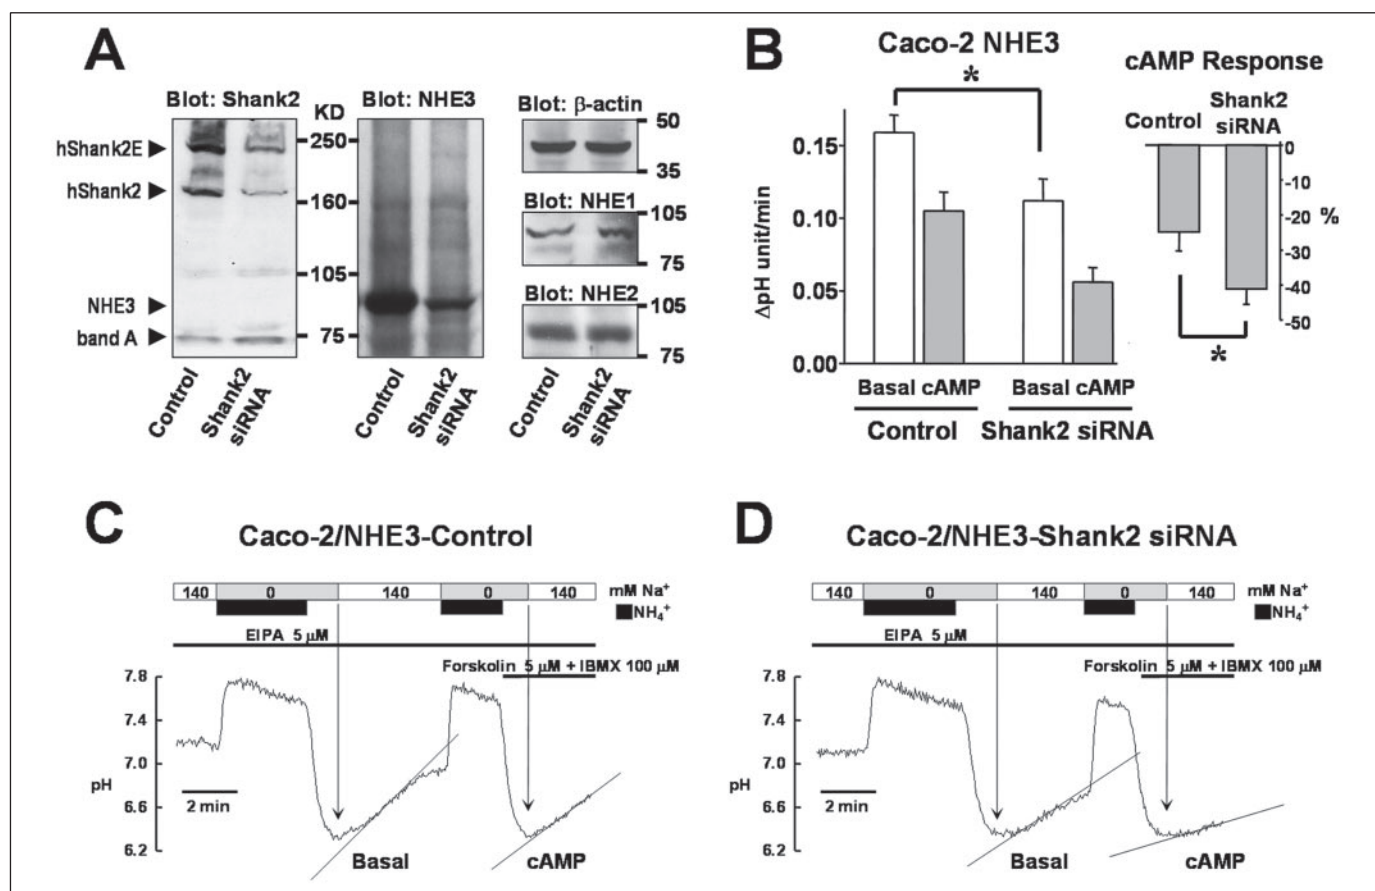 A
Blot: Shank2
KD
Blot: NHE3
Blot: β-actin
hShank2E
hShank2
NHE3
band A
250
160
105
75
50
35
Blot: NHE1
105
75
Blot: NHE2
105
75
Control
Shank2 siRNA
Control
Shank2 siRNA
Control
Shank2 siRNA
B
Caco-2 NHE3
*
ΔpH unit/min
0.15
0.10
0.05
0.00
Basal cAMP
Basal cAMP
Control
Shank2 siRNA
cAMP Response
Control
Shank2 siRNA
0
-10
-20
-30
-40
-50
%
*
C
Caco-2/NHE3-Control
140
0
140
0
140
mM Na⁺
NH₄⁺
EIPA 5 μM
Forskolin 5 μM + IBMX 100 μM
7.8
7.4
7.0
6.6
6.2
pH
2 min
Basal
cAMP
D
Caco-2/NHE3-Shank2 siRNA
140
0
140
0
140
mM Na⁺
NH₄⁺
EIPA 5 μM
Forskolin 5 μM + IBMX 100 μM
7.8
7.4
7.0
6.6
6.2
pH
2 min
Basal
cAMP